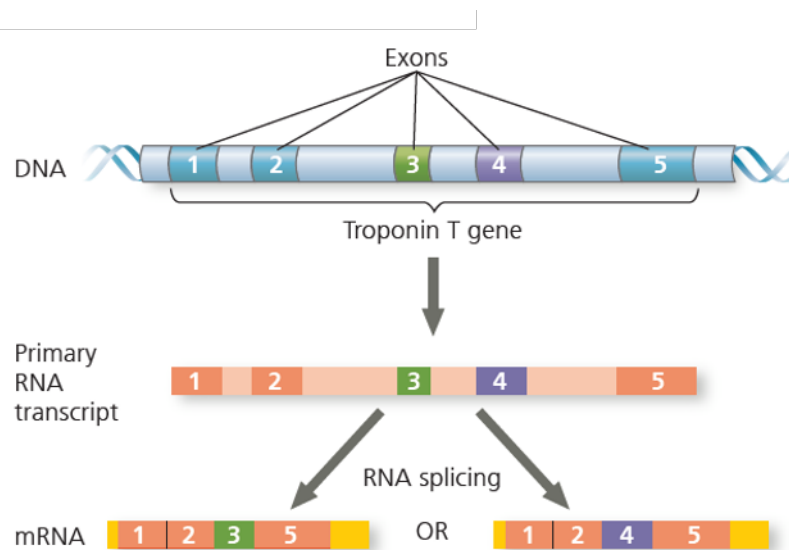 Exons
DNA 1 2 3 4 5
Troponin T gene
Primary
RNA
transcript
1 2 3 4 5
RNA splicing
mRNA 1 2 3 5 OR 1 2 4 5